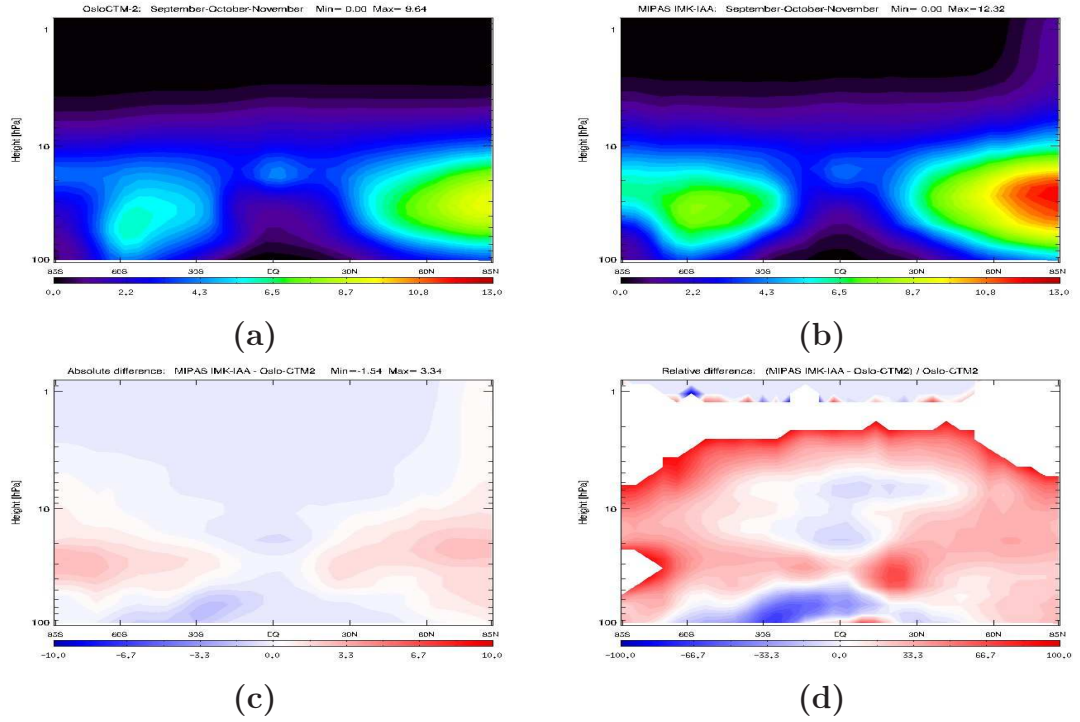 OsloCTM-2: September-October-November Min= 0.00 Max= 9.64
Height [hPa]
1
10
100
85S 60S 30S EQ 30N 60N 85N
0.0 2.2 4.3 6.5 8.7 10.8 13.0
(a)
MIPAS IMK-IAA: September-October-November Min= 0.00 Max=12.32
Height [hPa]
1
10
100
85S 60S 30S EQ 30N 60N 85N
0.0 2.2 4.3 6.5 8.7 10.8 13.0
(b)
Absolute difference: MIPAS IMK-IAA - Oslo-CTM2 Min=-1.54 Max= 3.34
Height [hPa]
1
10
100
85S 60S 30S EQ 30N 60N 85N
-10.0 -6.7 -3.3 0.0 3.3 6.7 10.0
(c)
Relative difference: (MIPAS IMK-IAA - Oslo-CTM2) / Oslo-CTM2
Height [hPa]
1
10
100
85S 60S 30S EQ 30N 60N 85N
-100.0 -66.7 -33.3 0.0 33.3 66.7 100.0
(d)